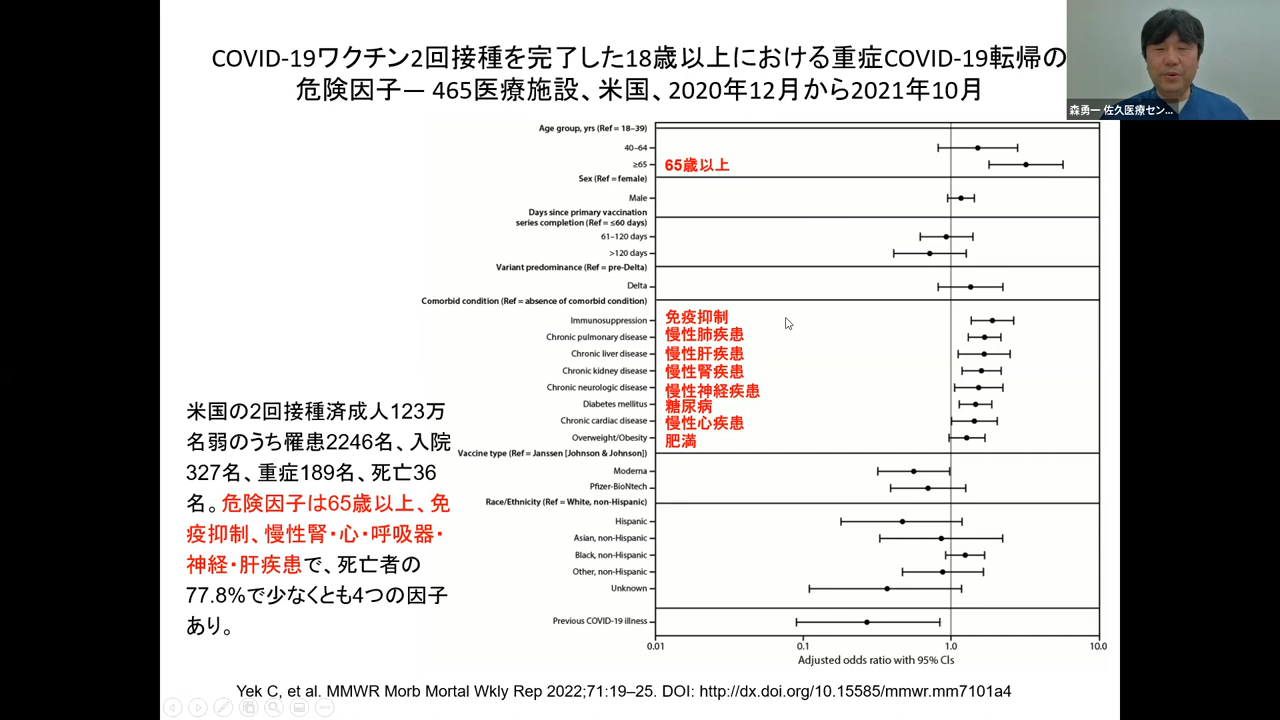 COVID-19ワクチン2回接種を完了した18歳以上における重症COVID-19転帰の
危険因子— 465医療施設、米国、2020年12月から2021年10月
森勇一 佐久医療セン...
Age group, yrs (Ref = 18–39)
40–64
≥65 65歳以上
Sex (Ref = female)
Male
Days since primary vaccination
series completion (Ref = ≤60 days)
61–120 days
>120 days
Variant predominance (Ref = pre-Delta)
Delta
Comorbid condition (Ref = absence of comorbid condition)
Immunosuppression 免疫抑制
Chronic pulmonary disease 慢性肺疾患
Chronic liver disease 慢性肝疾患
Chronic kidney disease 慢性腎疾患
Chronic neurologic disease 慢性神経疾患
Diabetes mellitus 糖尿病
Chronic cardiac disease 慢性心疾患
Overweight/Obesity 肥満
Vaccine type (Ref = Janssen [Johnson & Johnson])
Moderna
Pfizer-BioNtech
Race/Ethnicity (Ref = White, non-Hispanic)
Hispanic
Asian, non-Hispanic
Black, non-Hispanic
Other, non-Hispanic
Unknown
Previous COVID-19 illness
0.01 0.1 1.0 10.0
Adjusted odds ratio with 95% CIs
米国の2回接種済成人123万
名弱のうち罹患2246名、入院
327名、重症189名、死亡36
名。危険因子は65歳以上、免
疫抑制、慢性腎・心・呼吸器・
神経・肝疾患で、死亡者の
77.8%で少なくとも4つの因子
あり。
Yek C, et al. MMWR Morb Mortal Wkly Rep 2022;71:19–25. DOI: http://dx.doi.org/10.15585/mmwr.mm7101a4